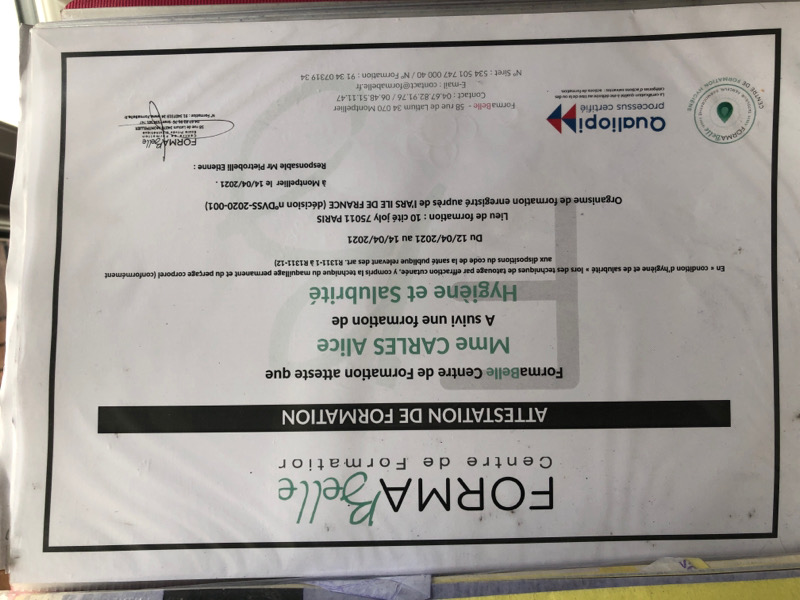 FORMABelle
Centre de Formation
ATTESTATION DE FORMATION
FormaBelle Centre de Formation atteste que
Mme CARLES Alice
A suivi une formation de
Hygiène et Salubrité
En « condition d'hygiène et de salubrité » lors des techniques de tatouage par effraction cutanée, y compris la technique du maquillage permanent et du perçage corporel (conformément
aux dispositions du code de la santé publique relevant des art. R1311-1 à R1311-12)
Du 12/04/2021 au 14/04/2021
Lieu de formation : 10 cité joly 75011 PARIS
Organisme de formation enregistré auprès de l'ARS ILE DE FRANCE (décision n°DVSS-2020-001)
à Montpellier le 14/04/2021 .
Responsable Mr Pietrobelli Etienne :
FORMABelle
Qualiopi
processus certifié
FormaBelle - 58 rue de Latium 34 070 Montpellier
Contact : 04.67.82.91.76 / 06.48.51.11.47
E-mail : contact@formabelle.fr
N° Siret : 534 501 747 000 40 / N° Formation : 91 34 07319 34
CENTRE DE FORMATION HYGIÈNE
FORMABelle